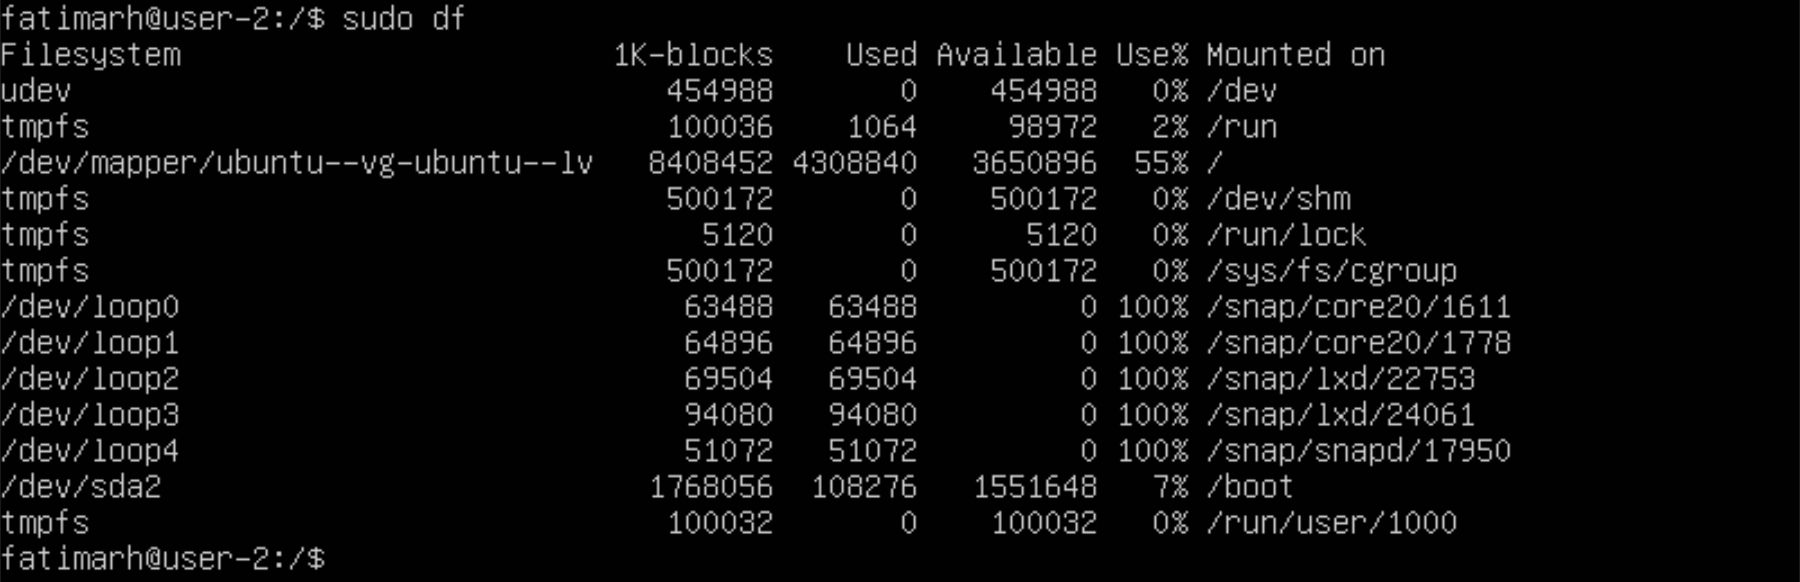 fatimarh@user-2:/$ sudo df
Filesystem                        1K-blocks    Used Available Use% Mounted on
udev                                 454988       0    454988   0% /dev
tmpfs                                100036    1064     98972   2% /run
/dev/mapper/ubuntu--vg-ubuntu--lv   8408452 4308840   3650896  55% /
tmpfs                                500172       0    500172   0% /dev/shm
tmpfs                                  5120       0      5120   0% /run/lock
tmpfs                                500172       0    500172   0% /sys/fs/cgroup
/dev/loop0                            63488   63488         0 100% /snap/core20/1611
/dev/loop1                            64896   64896         0 100% /snap/core20/1778
/dev/loop2                            69504   69504         0 100% /snap/lxd/22753
/dev/loop3                            94080   94080         0 100% /snap/lxd/24061
/dev/loop4                            51072   51072         0 100% /snap/snapd/17950
/dev/sda2                           1768056  108276   1551648   7% /boot
tmpfs                                100032       0    100032   0% /run/user/1000
fatimarh@user-2:/$